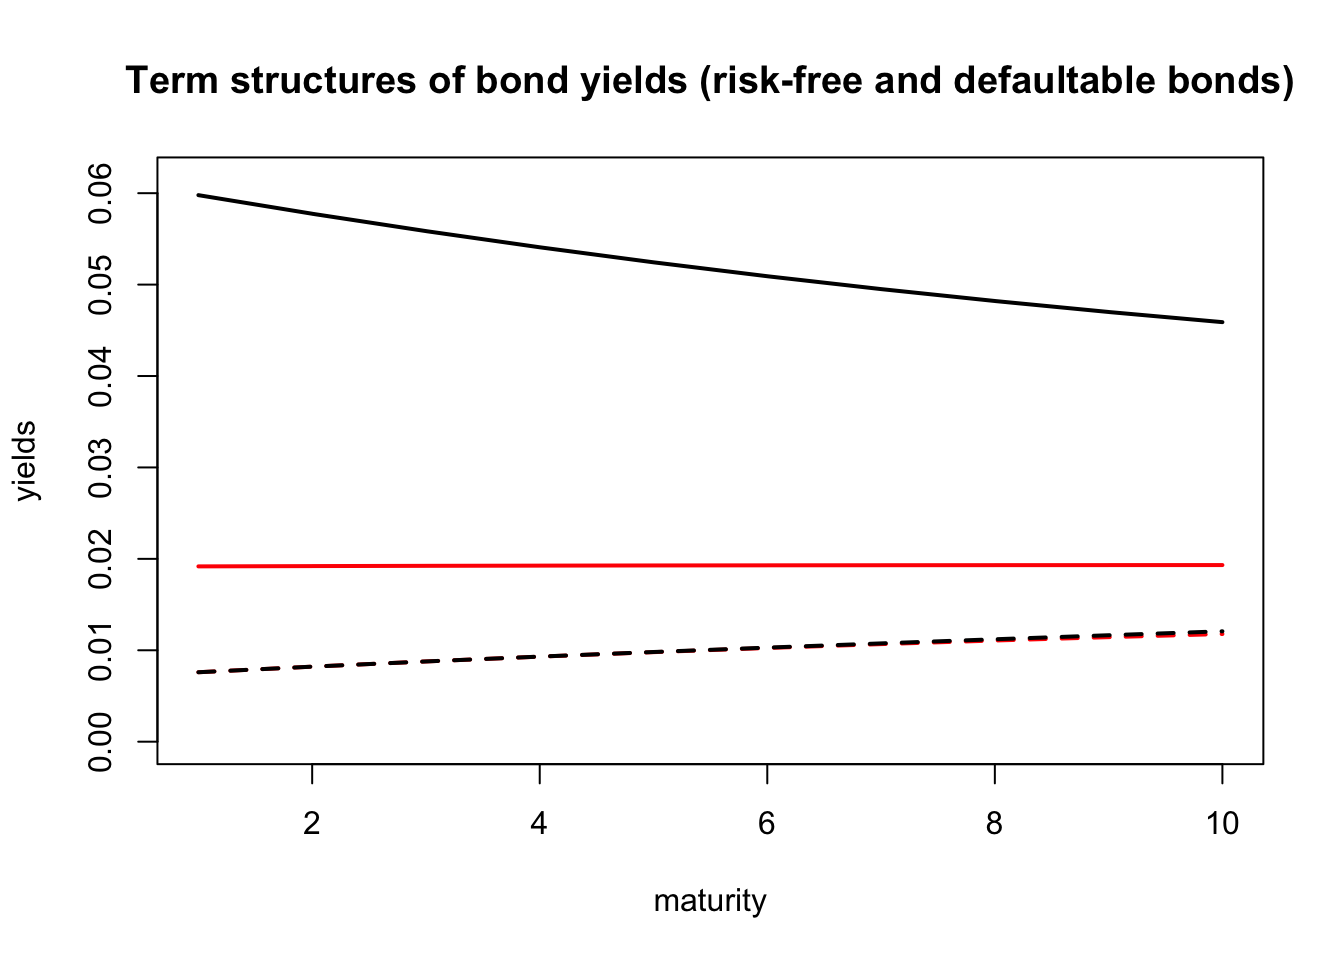 Term structures of bond yields (risk-free and defaultable bonds)
0.06
0.05
0.04
0.03
0.02
0.01
0.00
yields
2 4 6 8 10
maturity